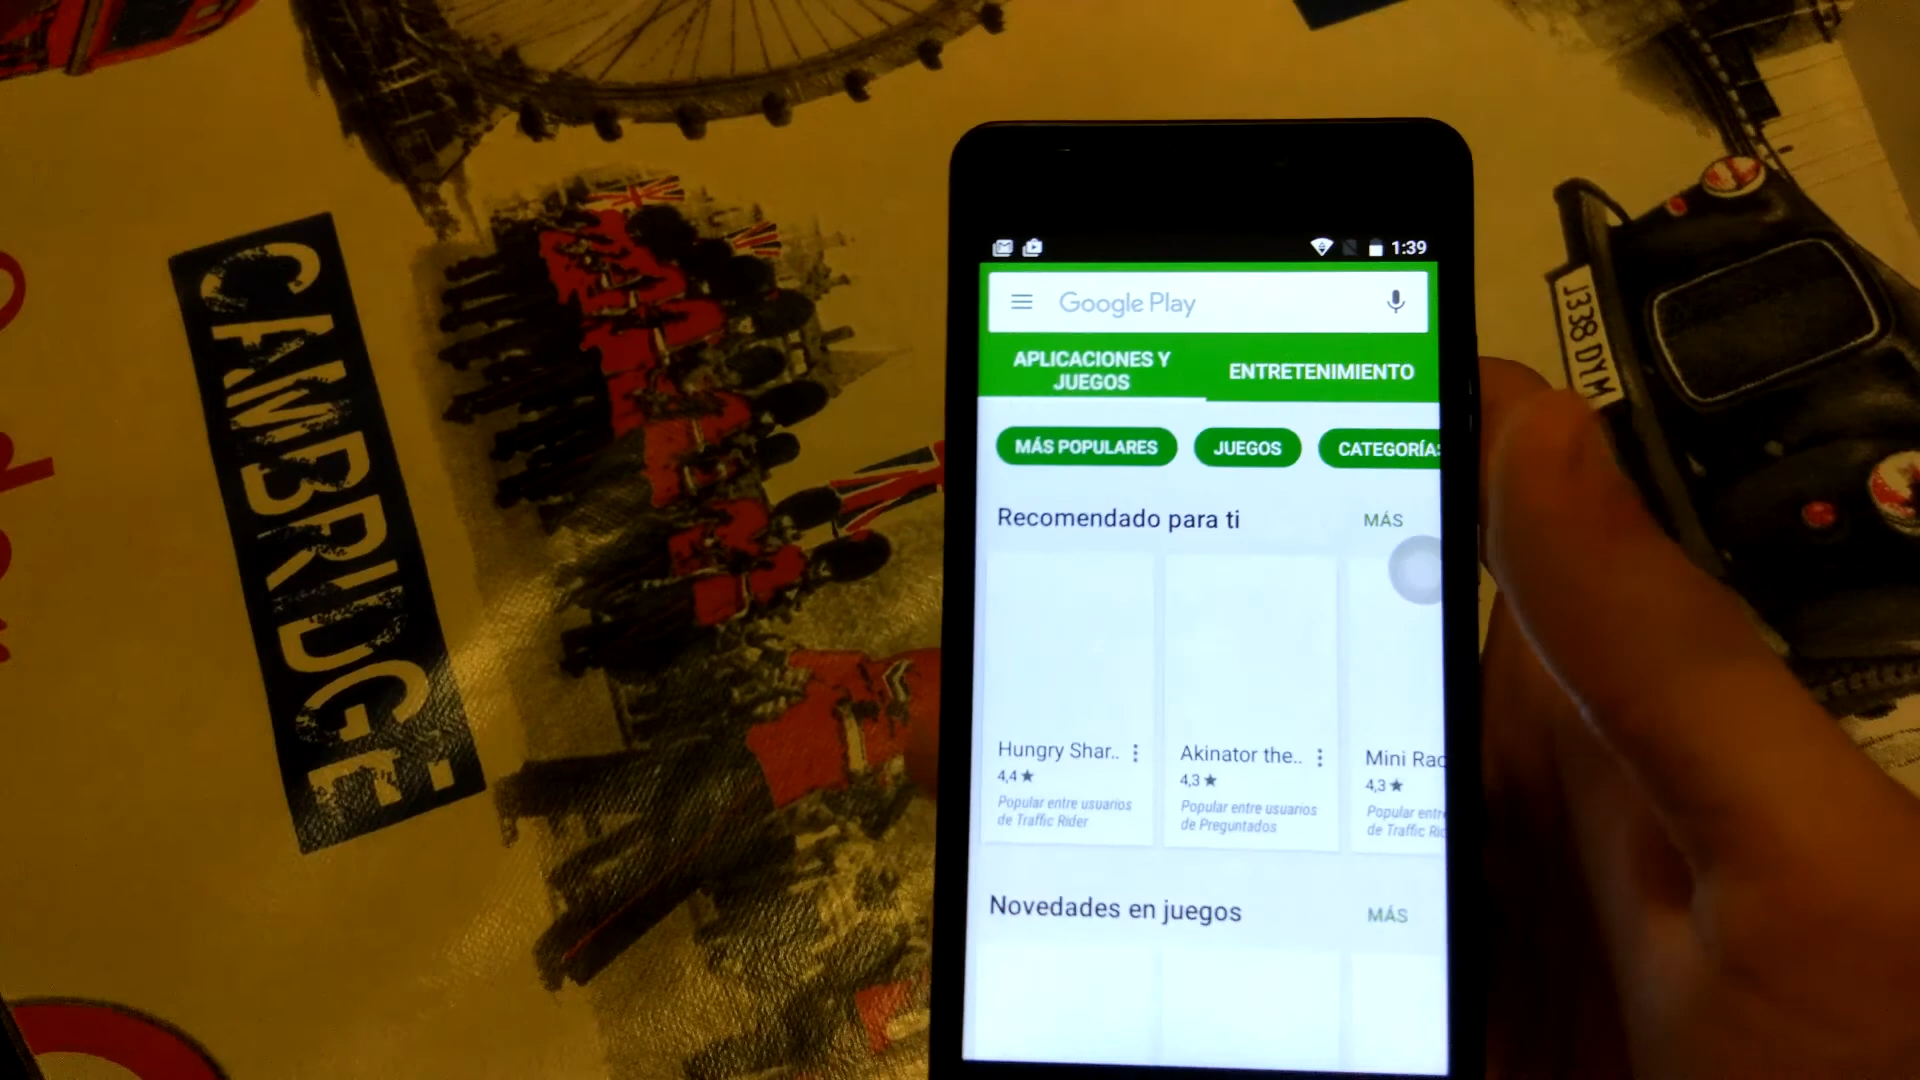 CAMBRIDGE
1:39
Google Play
APLICACIONES Y
JUEGOS
ENTRETENIMIENTO
MÁS POPULARES
JUEGOS
CATEGORÍAS
Recomendado para ti
MÁS
Hungry Shar..
4,4★
Popular entre usuarios
de Traffic Rider
Akinator the..
4,3★
Popular entre usuarios
de Preguntados
Mini Rac
4,3★
Popular entre
de Traffic Rid
Novedades en juegos
MÁS
J338 DYM